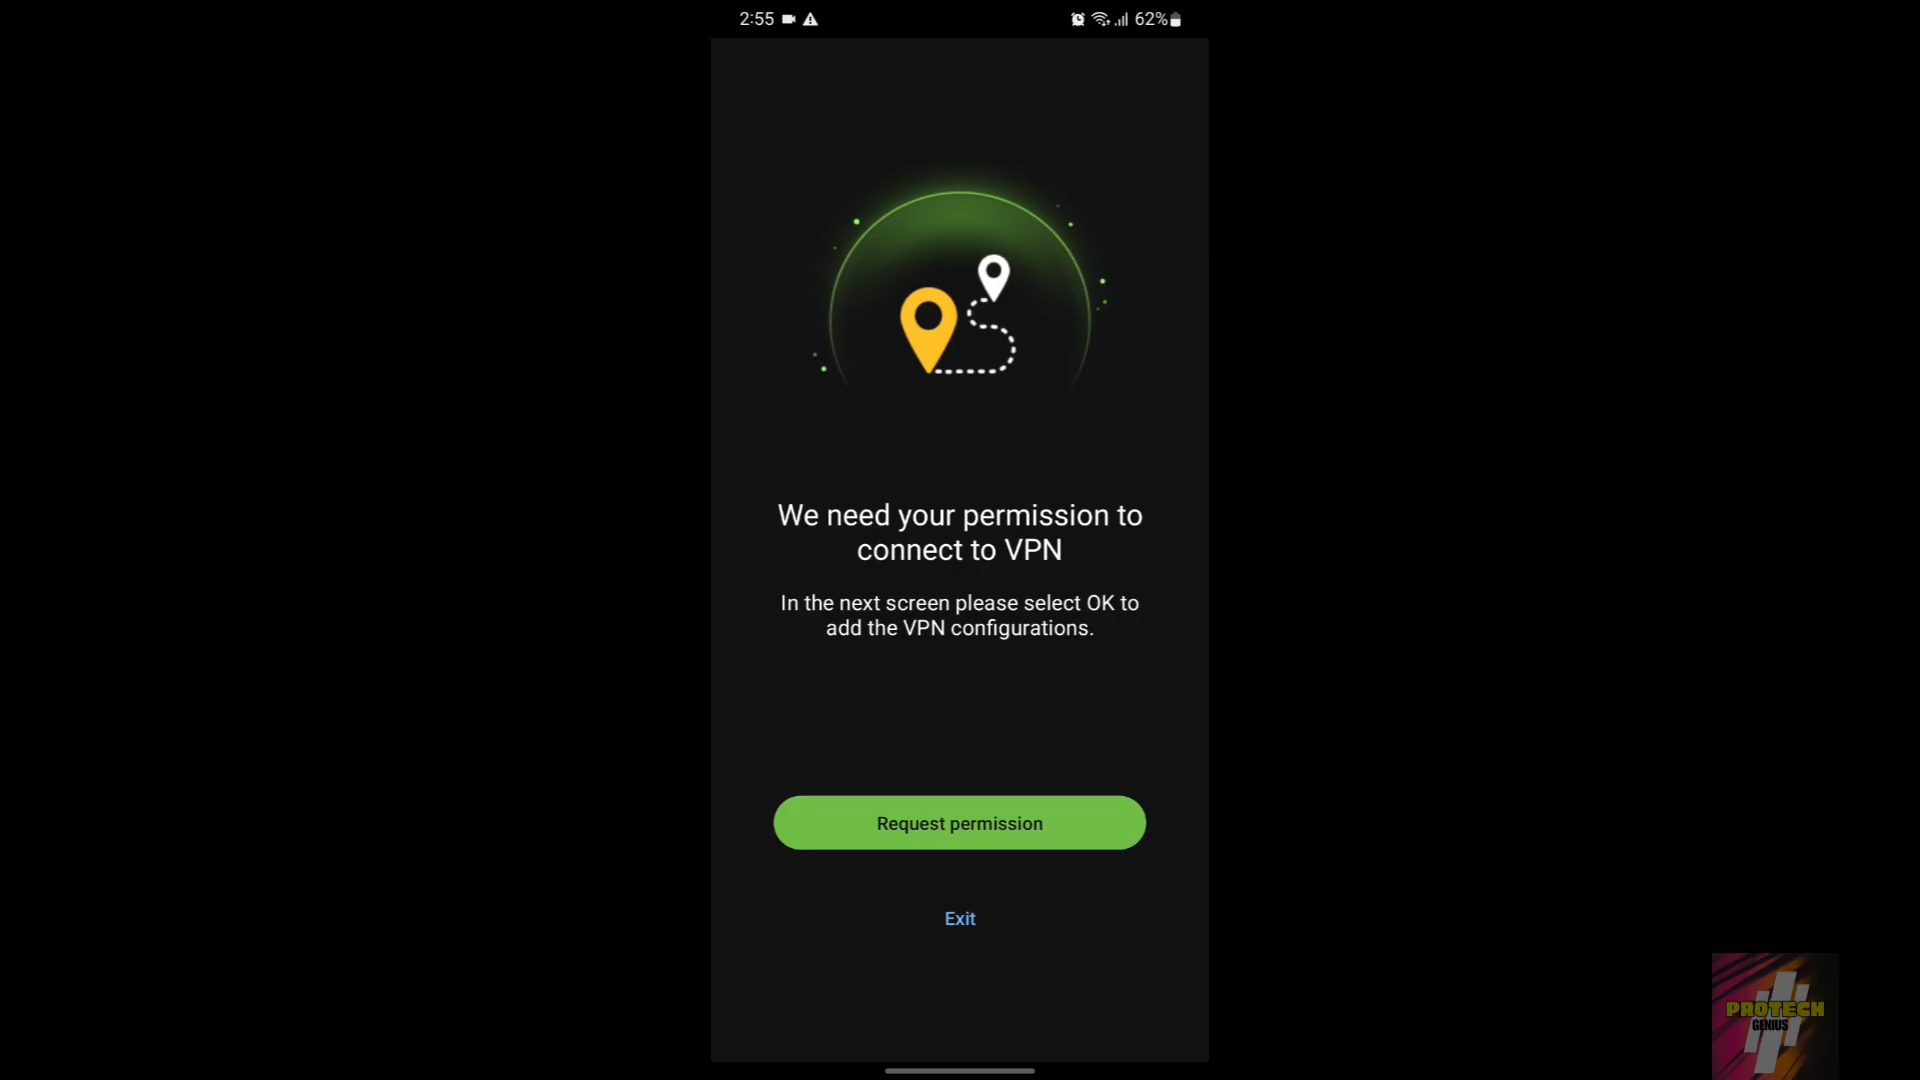 2:55
62%
We need your permission to
connect to VPN
In the next screen please select OK to
add the VPN configurations.
Request permission
Exit
PROTECH
GENIUS